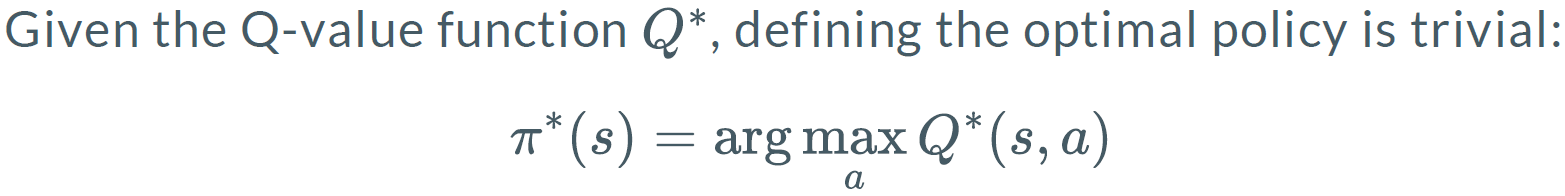 Given the Q-value function Q*, defining the optimal policy is trivial:
π*(s) = arg max Q*(s, a)
a